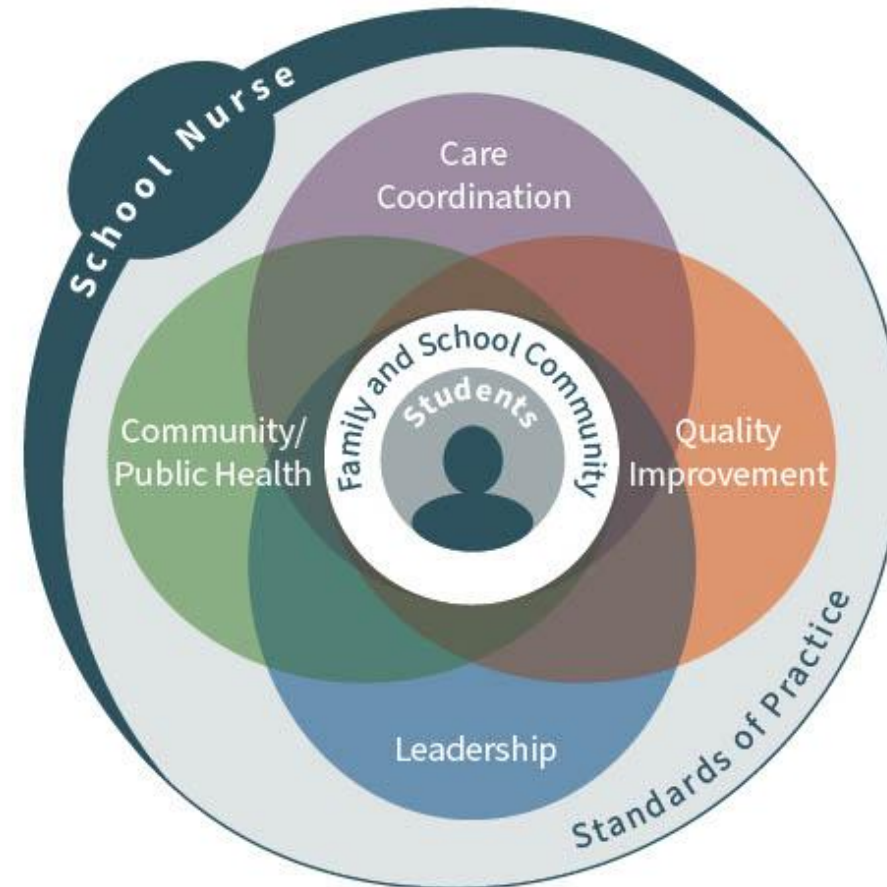 School Nurse
Care
Coordination
Family and School Community
Students
Community/
Public Health
Quality
Improvement
Leadership
Standards of Practice